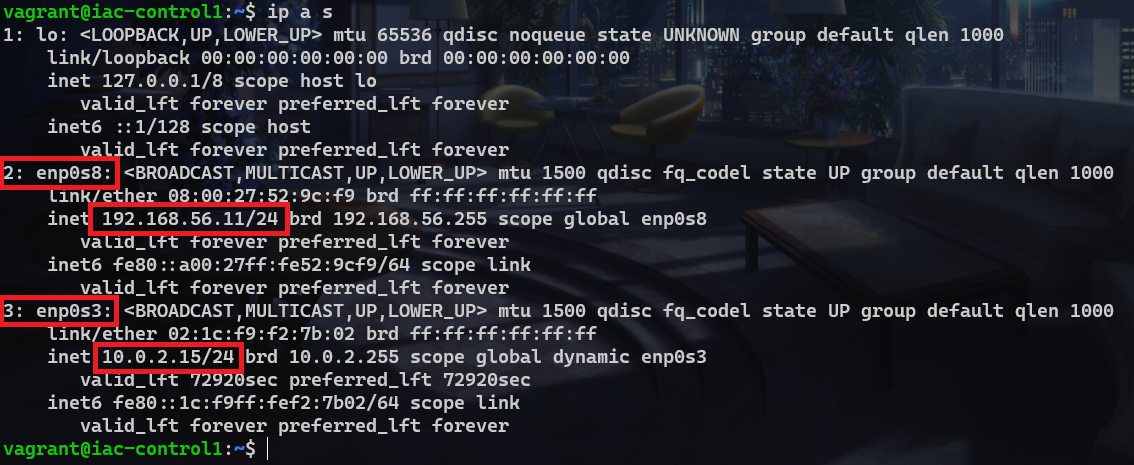 vagrant@iac-control1:~$ ip a s
1: lo: <LOOPBACK,UP,LOWER_UP> mtu 65536 qdisc noqueue state UNKNOWN group default qlen 1000
    link/loopback 00:00:00:00:00:00 brd 00:00:00:00:00:00
    inet 127.0.0.1/8 scope host lo
       valid_lft forever preferred_lft forever
    inet6 ::1/128 scope host
       valid_lft forever preferred_lft forever
2: enp0s8: <BROADCAST,MULTICAST,UP,LOWER_UP> mtu 1500 qdisc fq_codel state UP group default qlen 1000
    link/ether 08:00:27:52:9c:f9 brd ff:ff:ff:ff:ff:ff
    inet 192.168.56.11/24 brd 192.168.56.255 scope global enp0s8
       valid_lft forever preferred_lft forever
    inet6 fe80::a00:27ff:fe52:9cf9/64 scope link
       valid_lft forever preferred_lft forever
3: enp0s3: <BROADCAST,MULTICAST,UP,LOWER_UP> mtu 1500 qdisc fq_codel state UP group default qlen 1000
    link/ether 02:1c:f9:f2:7b:02 brd ff:ff:ff:ff:ff:ff
    inet 10.0.2.15/24 brd 10.0.2.255 scope global dynamic enp0s3
       valid_lft 72920sec preferred_lft 72920sec
    inet6 fe80::1c:f9ff:fef2:7b02/64 scope link
       valid_lft forever preferred_lft forever
vagrant@iac-control1:~$